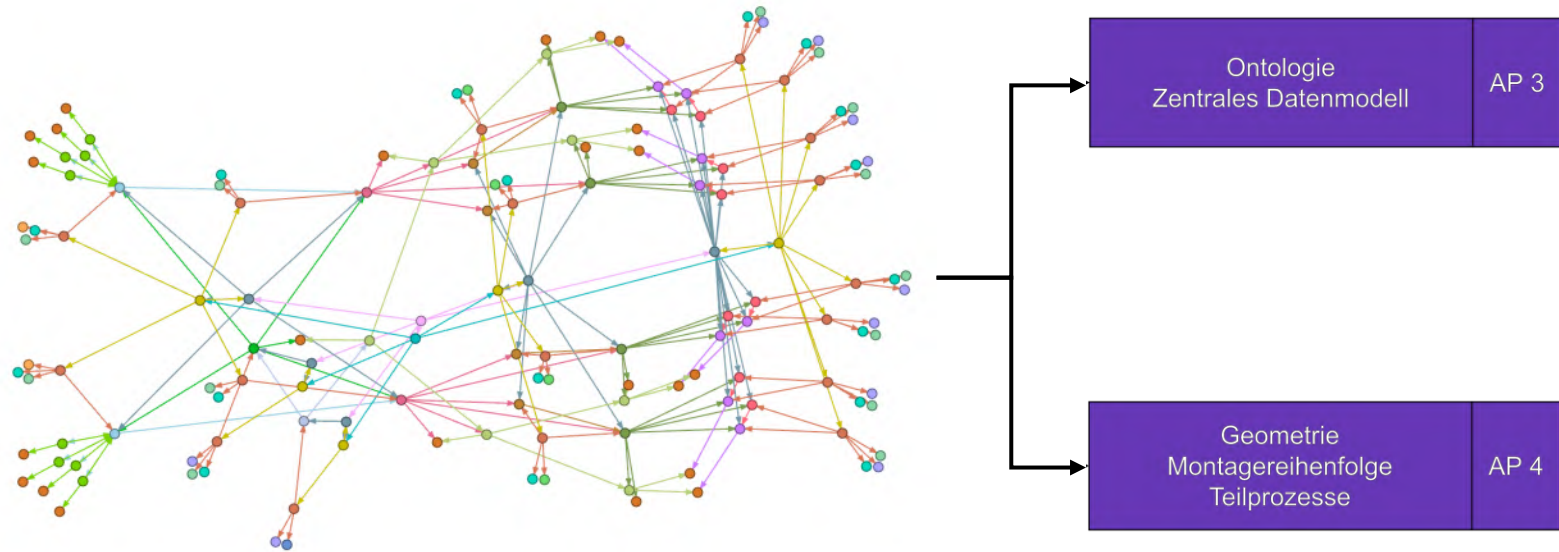 Ontologie
Zentrales Datenmodell
AP 3
Geometrie
Montagereihenfolge
Teilprozesse
AP 4